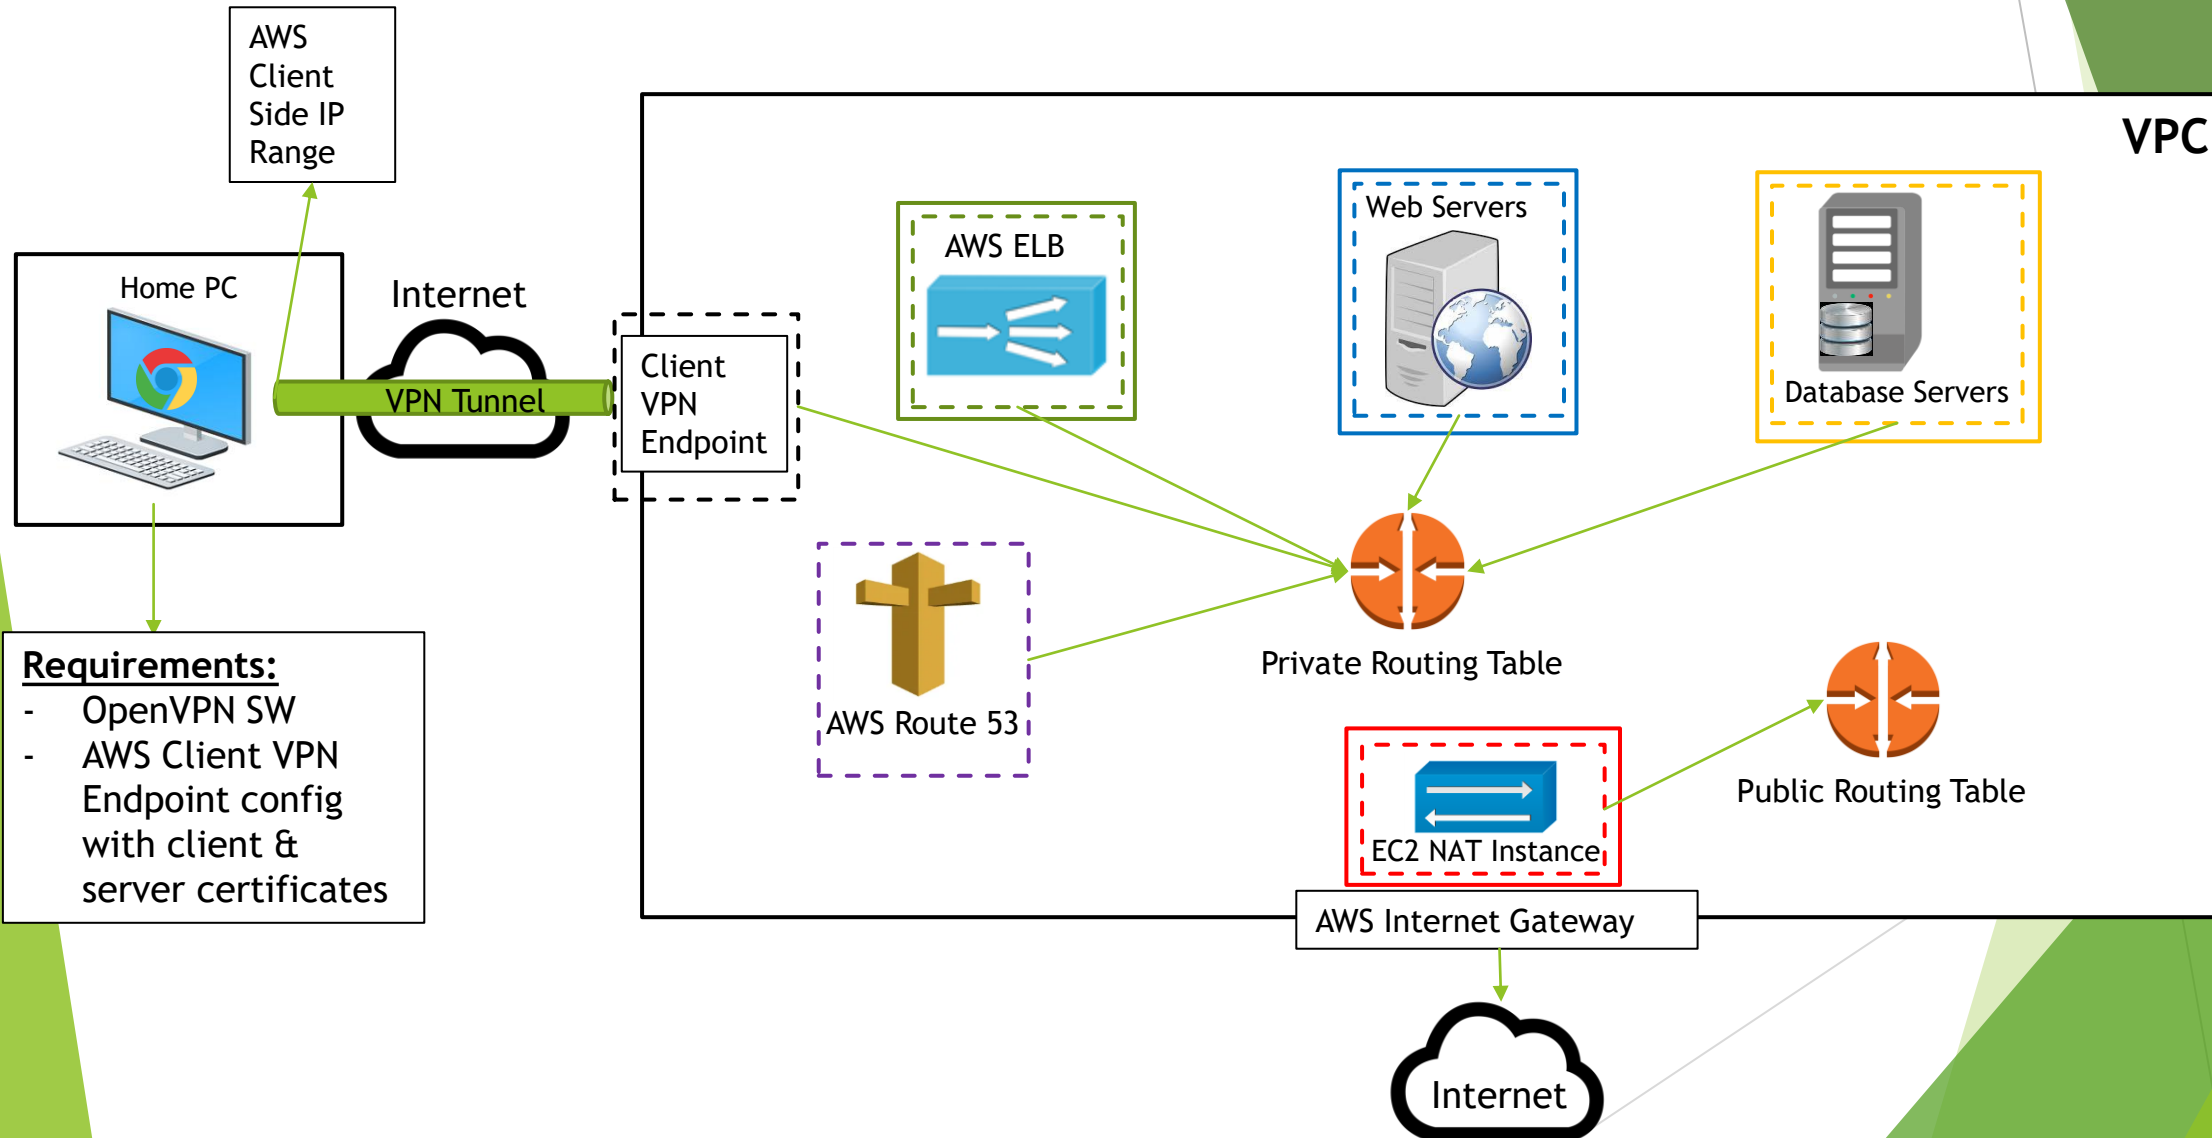 AWS
Client
Side IP
Range
VPC
Home PC
Internet
VPN Tunnel
Client
VPN
Endpoint
AWS ELB
Web Servers
Database Servers
AWS Route 53
Private Routing Table
Public Routing Table
EC2 NAT Instance
AWS Internet Gateway
Internet
Requirements:
- OpenVPN SW
- AWS Client VPN
Endpoint config
with client &
server certificates